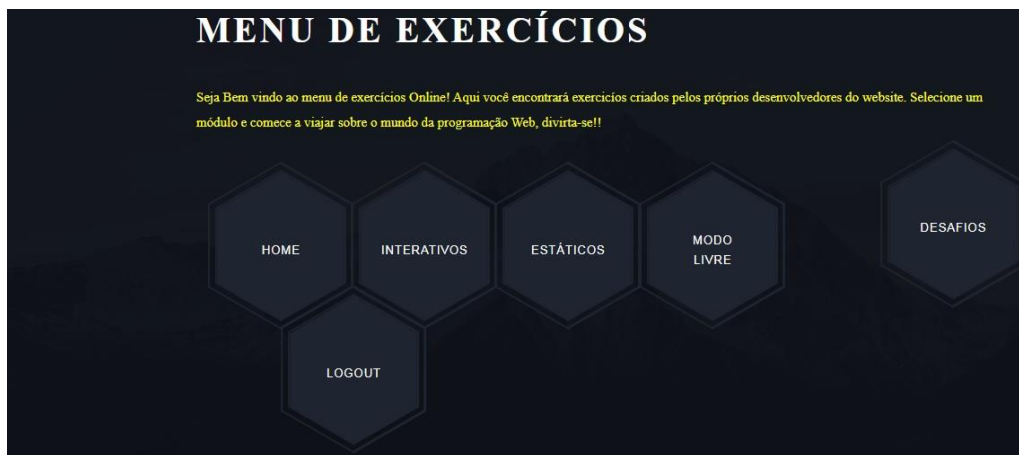 MENU DE EXERCÍCIOS
Seja Bem vindo ao menu de exercícios Online! Aqui você encontrará exericíos criados pelos próprios desenvolvedores do website. Selecione um
módulo e comece a viajar sobre o mundo da programação Web, divirta-se!!
HOME
INTERATIVOS
ESTÁTICOS
MODO
LIVRE
DESAFIOS
LOGOUT